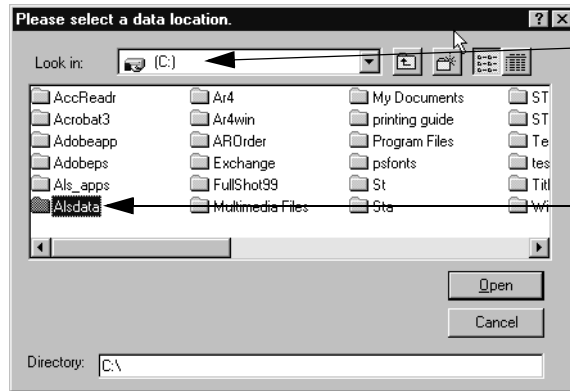 Please select a data location.
Look in: (C:)
AccReadr Ar4 My Documents ST
Acrobat3 Ar4win printing guide ST
Adobeapp AROrder Program Files Te
Adobeps Exchange psfonts tes
Als_apps FullShot99 St Titl
Alsdata Multimedia Files Sta Wi
Open
Cancel
Directory: C:\